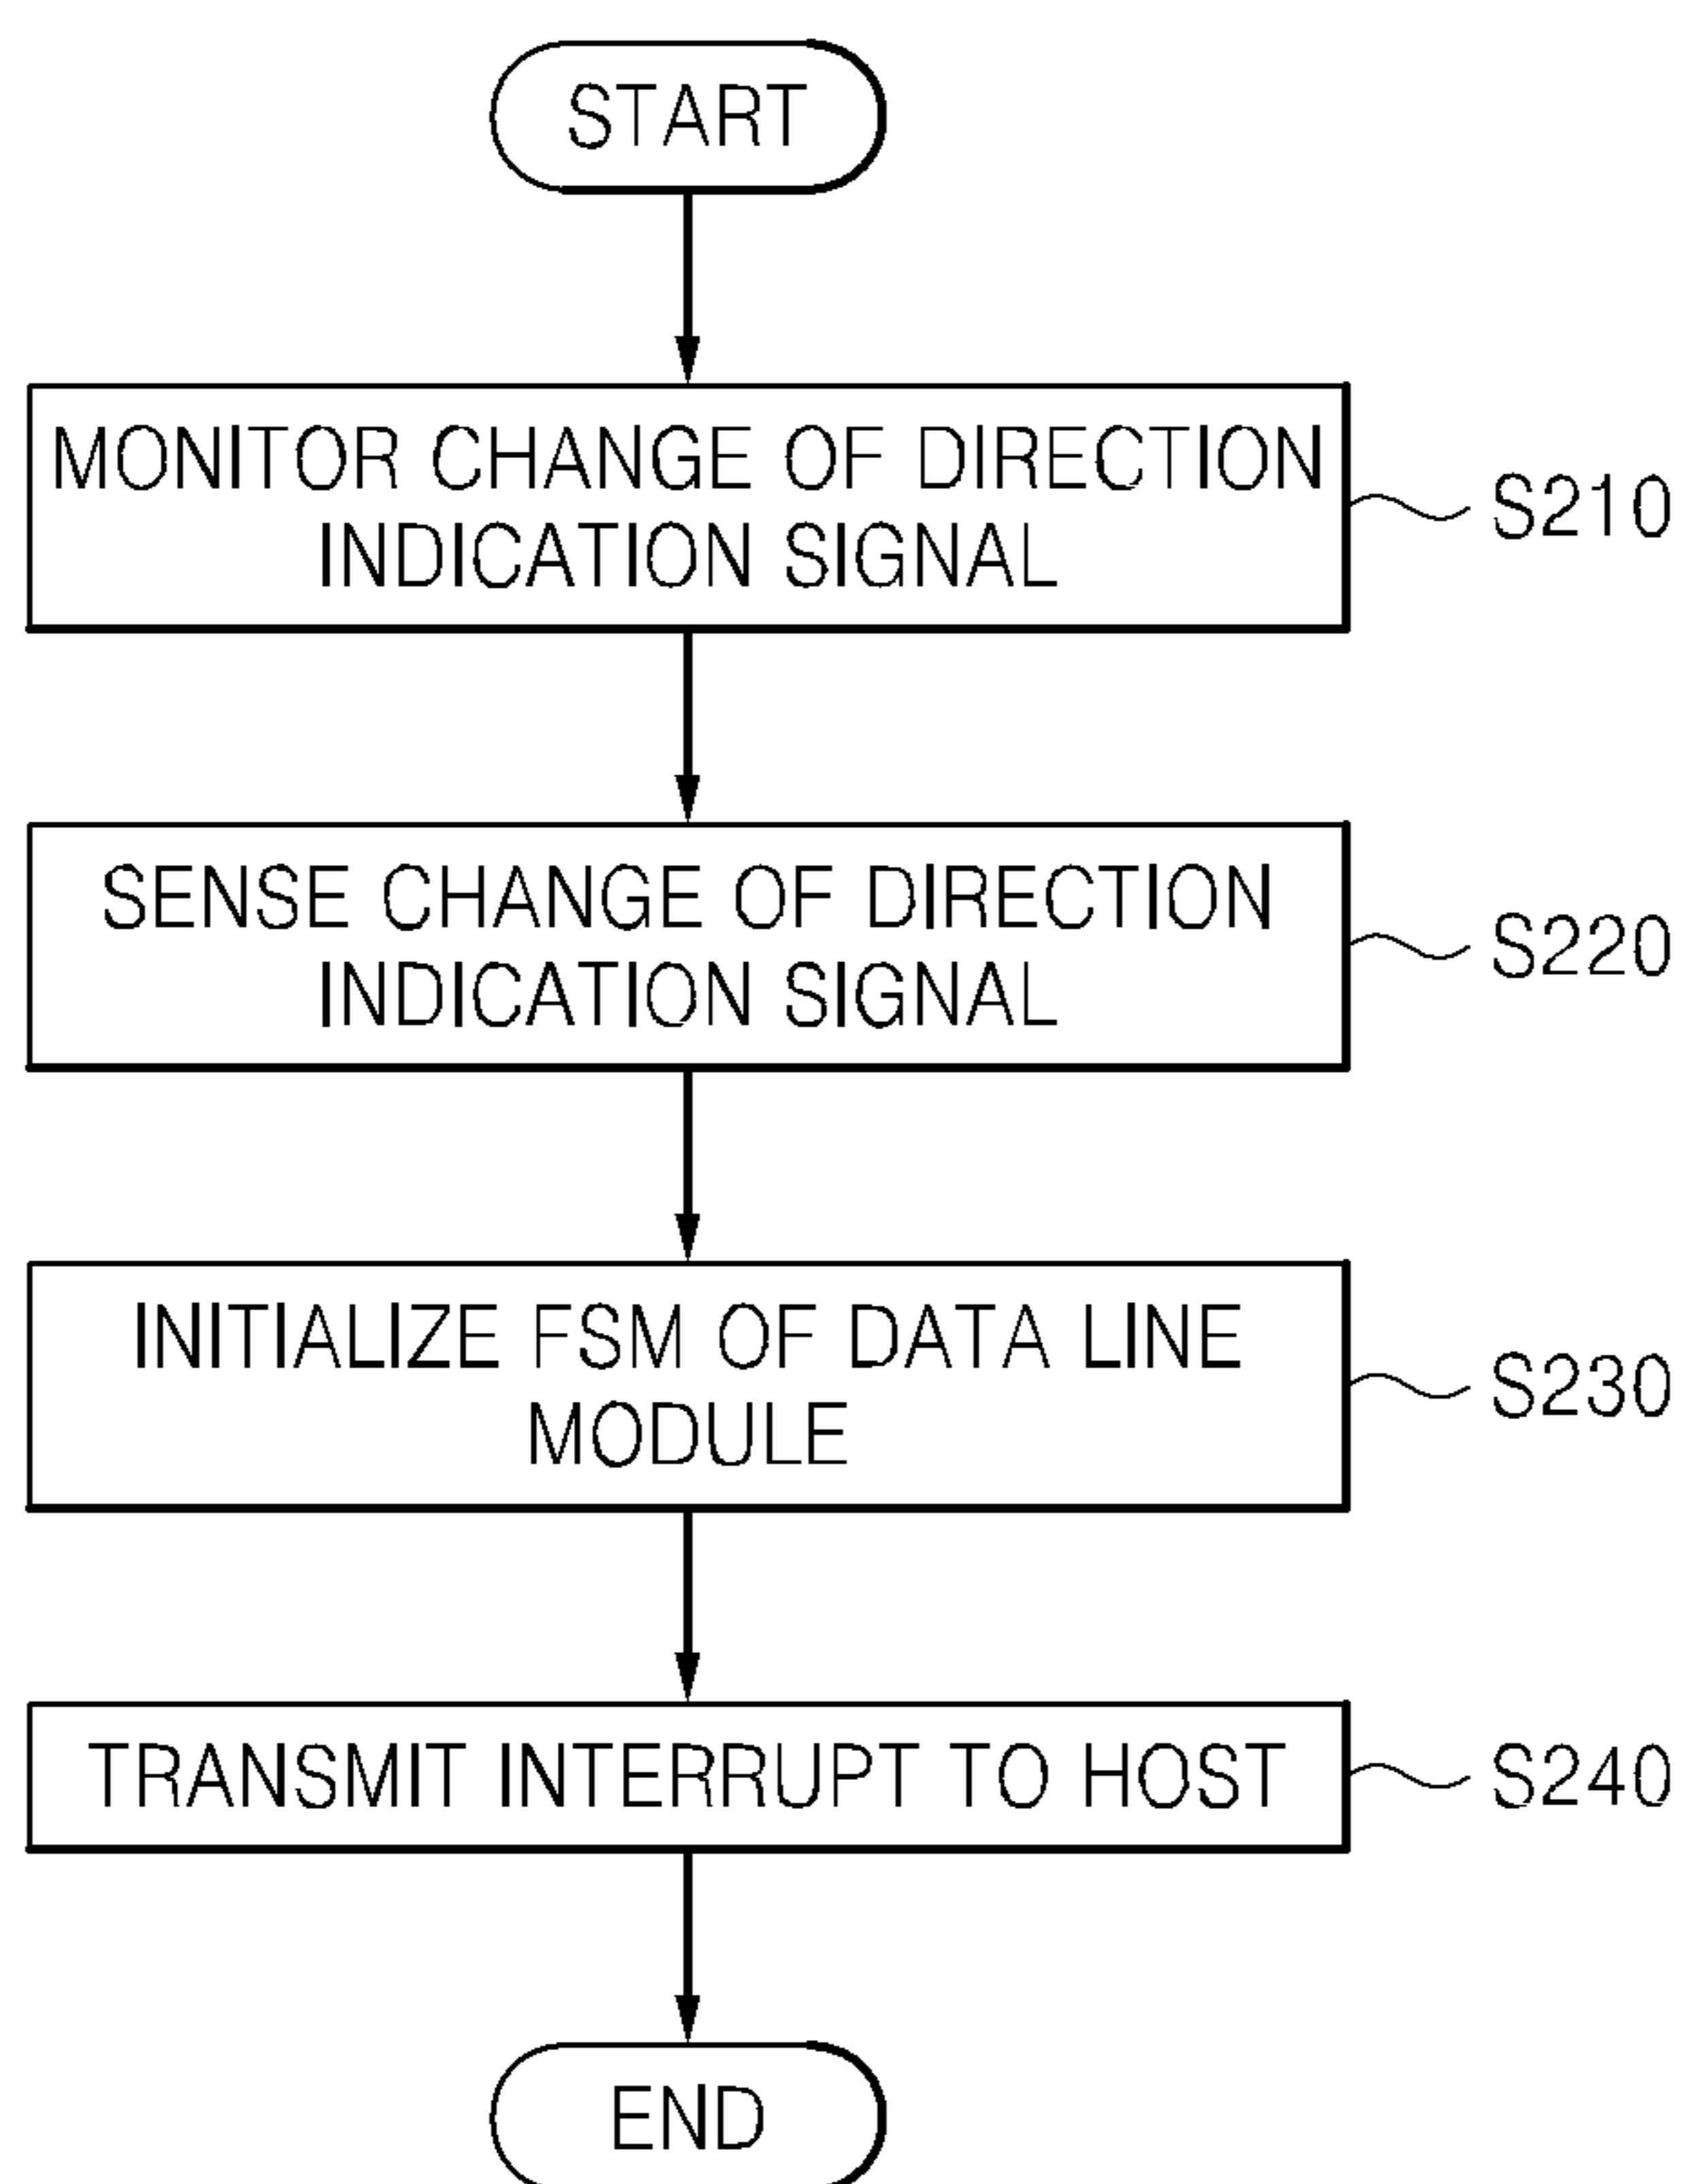 START
MONITOR CHANGE OF DIRECTION
INDICATION SIGNAL
S210
SENSE CHANGE OF DIRECTION
INDICATION SIGNAL
S220
INITIALIZE FSM OF DATA LINE
MODULE
S230
TRANSMIT INTERRUPT TO HOST
S240
END